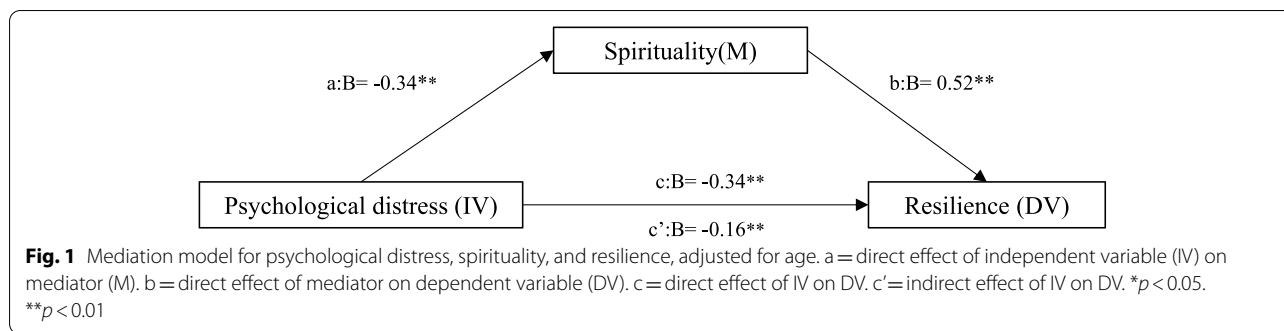 Spirituality(M)
a:B= -0.34**
b:B= 0.52**
c:B= -0.34**
Psychological distress (IV)
Resilience (DV)
c’:B= -0.16**
Fig. 1 Mediation model for psychological distress, spirituality, and resilience, adjusted for age. a = direct effect of independent variable (IV) on
mediator (M). b = direct effect of mediator on dependent variable (DV). c = direct effect of IV on DV. c’= indirect effect of IV on DV. *p < 0.05.
**p < 0.01